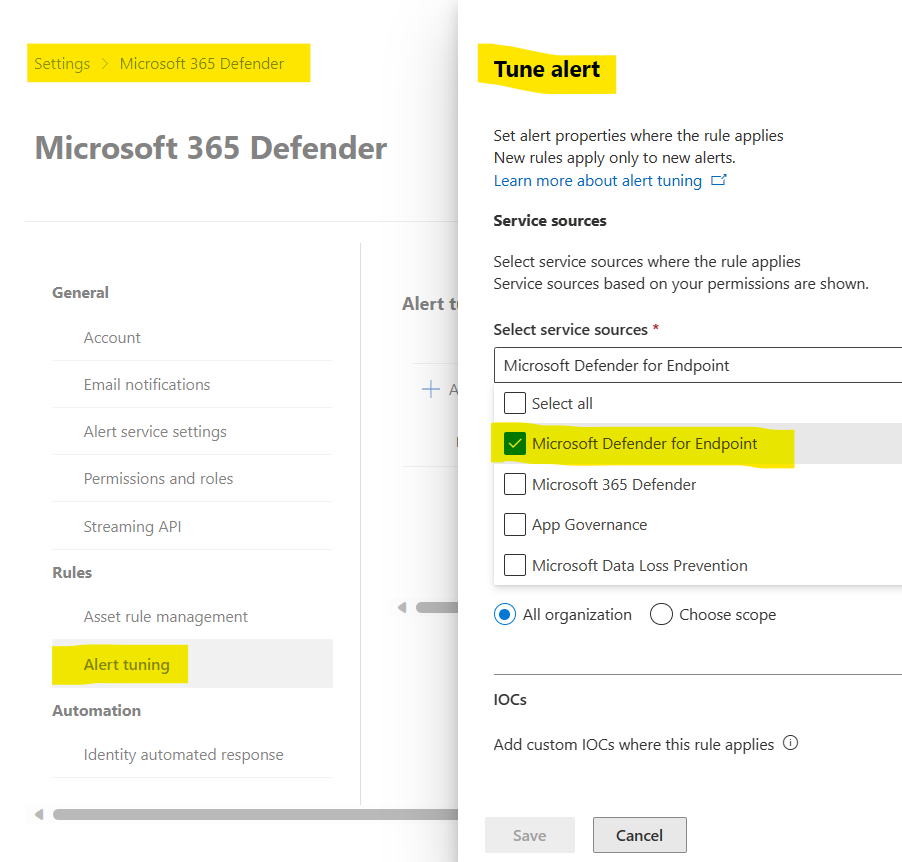 Settings > Microsoft 365 Defender
Microsoft 365 Defender
General
Account
Email notifications
Alert service settings
Permissions and roles
Streaming API
Rules
Asset rule management
Alert tuning
Automation
Identity automated response
Alert
Tune alert
Set alert properties where the rule applies
New rules apply only to new alerts.
Learn more about alert tuning
Service sources
Select service sources where the rule applies
Service sources based on your permissions are shown.
Select service sources *
Microsoft Defender for Endpoint
Select all
Microsoft Defender for Endpoint
Microsoft 365 Defender
App Governance
Microsoft Data Loss Prevention
All organization Choose scope
IOCs
Add custom IOCs where this rule applies
Save Cancel